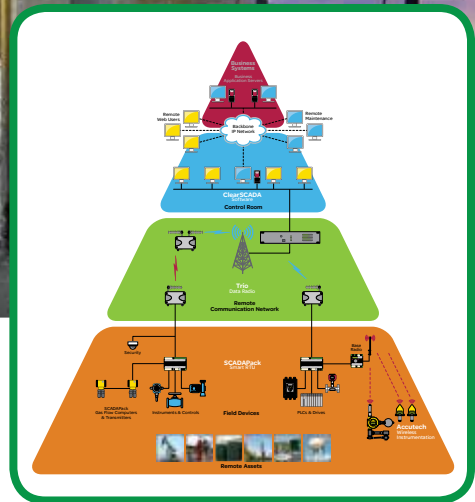 Business
Systems
Business
Application Servers
Remote
Web Users
Remote
Maintenance
Backbone
IP Network
ClearSCADA
Software
Control Room
Trio
Data Radio
Remote
Communication Network
Security
SCADAPack
Smart RTU
Base
Radio
SCADAPack
Gas Flow Computers
& Transmitters
Instruments & Controls
Field Devices
PLCs & Drives
Accutech
Wireless
Instrumentation
Remote Assets